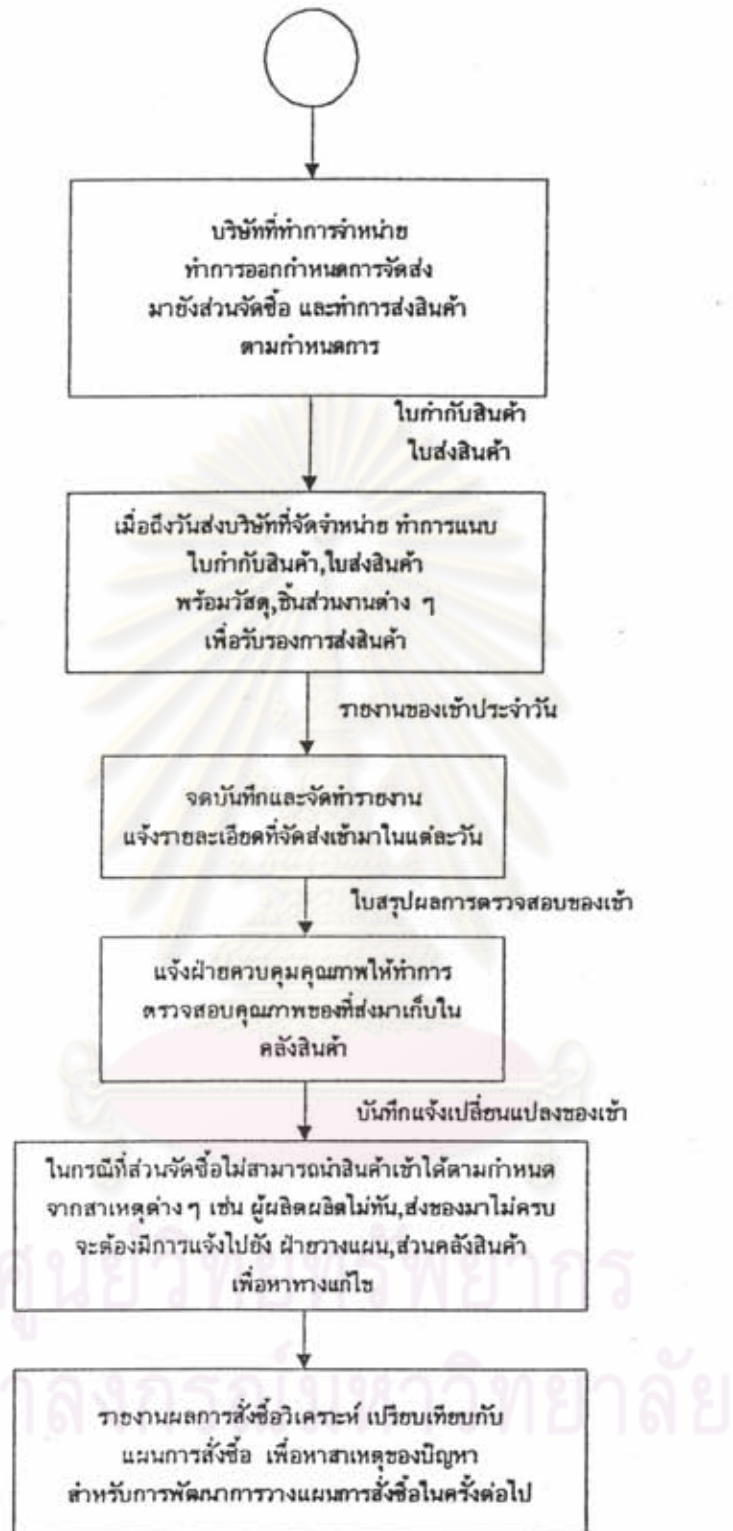 บริษัทที่ทำการจำหน่าย
ทำการออกกำหนดการจัดส่ง
มายังส่วนจัดซื้อ และทำการส่งสินค้า
ตามกำหนดการ
ใบกำกับสินค้า
ใบส่งสินค้า
เมื่อถึงวันส่งบริษัทที่จัดจำหน่าย ทำการแนบ
ใบกำกับสินค้า,ใบส่งสินค้า
พร้อมวัสดุ,ชิ้นส่วนงานต่าง ๆ
เพื่อรับรองการส่งสินค้า
รายงานของเข้าประจำวัน
จดบันทึกและจัดทำรายงาน
แจ้งรายละเอียดที่จัดส่งเข้ามาในแต่ละวัน
ใบสรุปผลการตรวจสอบของเข้า
แจ้งฝ่ายควบคุมคุณภาพให้ทำการ
ตรวจสอบคุณภาพของที่ส่งมาเก็บใน
คลังสินค้า
บันทึกแจ้งเปลี่ยนแปลงของเข้า
ในกรณีที่ส่วนจัดซื้อไม่สามารถนำสินค้าเข้าได้ตามกำหนด
จากสาเหตุต่าง ๆ เช่น ผู้ผลิตผลิตไม่ทัน,ส่งของมาไม่ครบ
จะต้องมีการแจ้งไปยัง ฝ่ายวางแผน,ส่วนคลังสินค้า
เพื่อหาทางแก้ไข
ศูนย์วิทยทรัพยากร
าลงกรณ์มหาวิทยาลัย
รายงานผลการสั่งซื้อวิเคราะห์ เปรียบเทียบกับ
แผนการสั่งซื้อ เพื่อหาสาเหตุของปัญหา
สำหรับการพัฒนาการวางแผนการสั่งซื้อในครั้งต่อไป